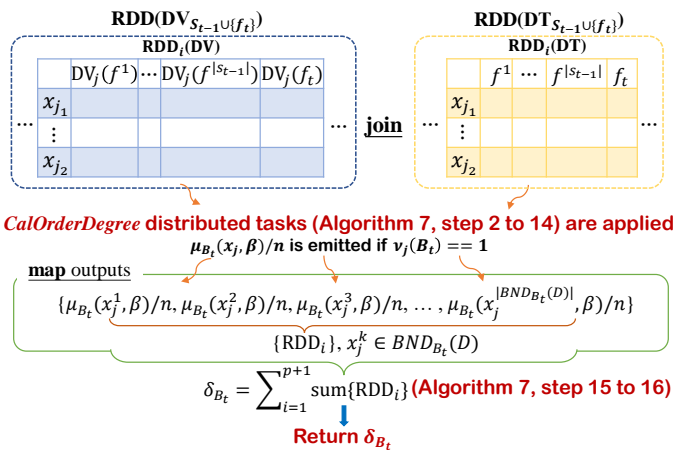 RDD(DV_{S_{t−1}∪{f_t}}) RDD(DT_{S_{t−1}∪{f_t}})
RDD_i(DV) RDD_i(DT)
DV_j(f^1) ⋯ DV_j(f^{|s_{t−1}|}) DV_j(f_t) f^1 ⋯ f^{|s_{t−1}|} f_t
x_{j_1} x_{j_1}
⋯ ⋮ ⋯ join ⋯ ⋮ ⋯
x_{j_2} x_{j_2}
CalOrderDegree distributed tasks (Algorithm 7, step 2 to 14) are applied
μ_{B_t}(x_j, β)/n is emitted if ν_j(B_t) == 1
map outputs
{μ_{B_t}(x_j^1, β)/n, μ_{B_t}(x_j^2, β)/n, μ_{B_t}(x_j^3, β)/n, … , μ_{B_t}(x_j^{|BND_{B_t}(D)|}, β)/n}
{RDD_i}, x_j^k ∈ BND_{B_t}(D)
δ_{B_t} = ∑_{i=1}^{p+1} sum{RDD_i} (Algorithm 7, step 15 to 16)
Return δ_{B_t}